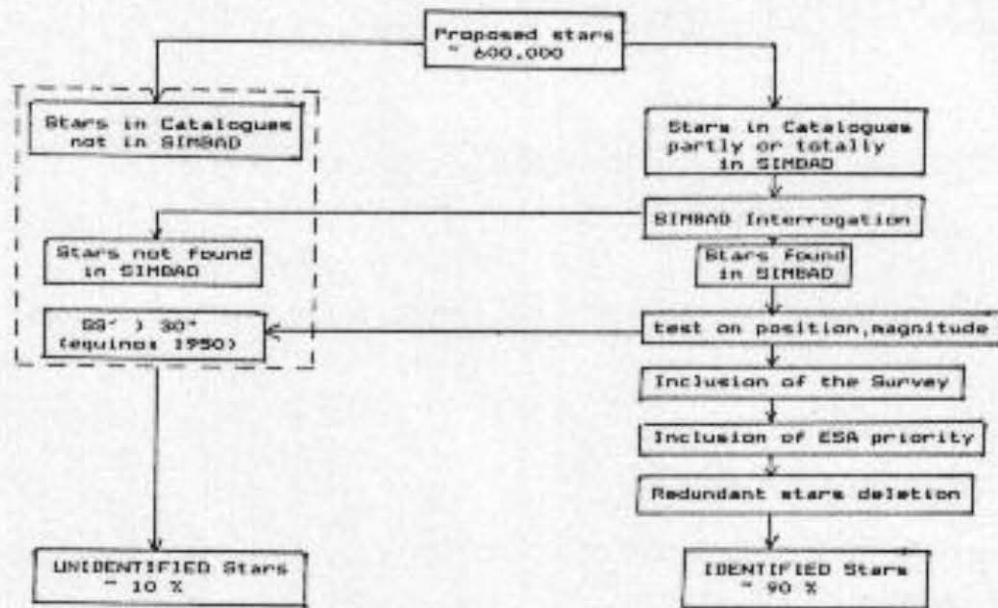 Proposed stars
~ 600.000
Stars in Catalogues
not in SIMBAD
Stars in Catalogues
partly or totally
in SIMBAD
SIMBAD Interrogation
Stars not found
in SIMBAD
Stars found
in SIMBAD
SS' > 30"
(equinox 1950)
test on position,magnitude
Inclusion of the Survey
Inclusion of ESA priority
Redundant stars deletion
UNIDENTIFIED Stars
~ 10 %
IDENTIFIED Stars
~ 90 %